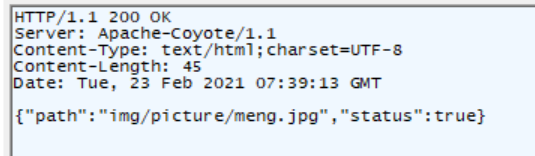 HTTP/1.1 200 OK
Server: Apache-Coyote/1.1
Content-Type: text/html;charset=UTF-8
Content-Length: 45
Date: Tue, 23 Feb 2021 07:39:13 GMT
{"path":"img/picture/meng.jpg","status":true}